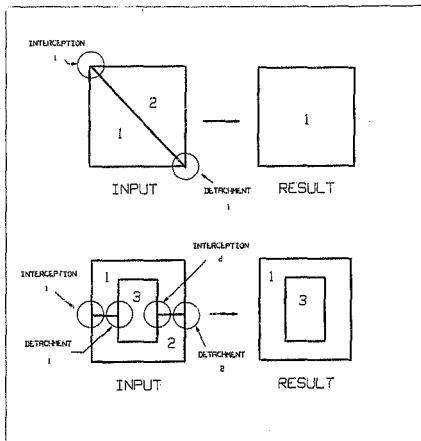 INTERCEPTION
1
2
1
1
DETACHMENT
1
INPUT
RESULT
INTERCEPTION
d
INTERCEPTION
1
1
3
1
3
2
DETACHMENT
1
DETACHMENT
2
INPUT
RESULT